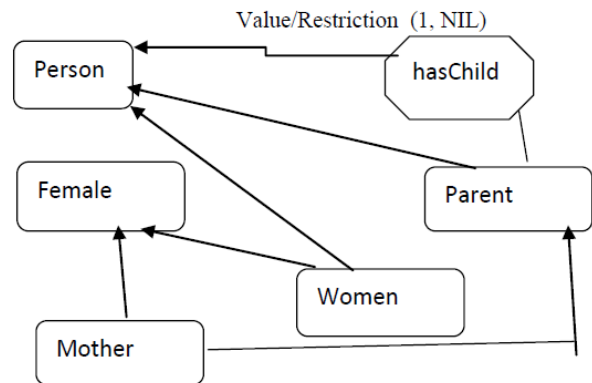 Value/Restriction (1, NIL)
Person
hasChild
Female
Parent
Women
Mother